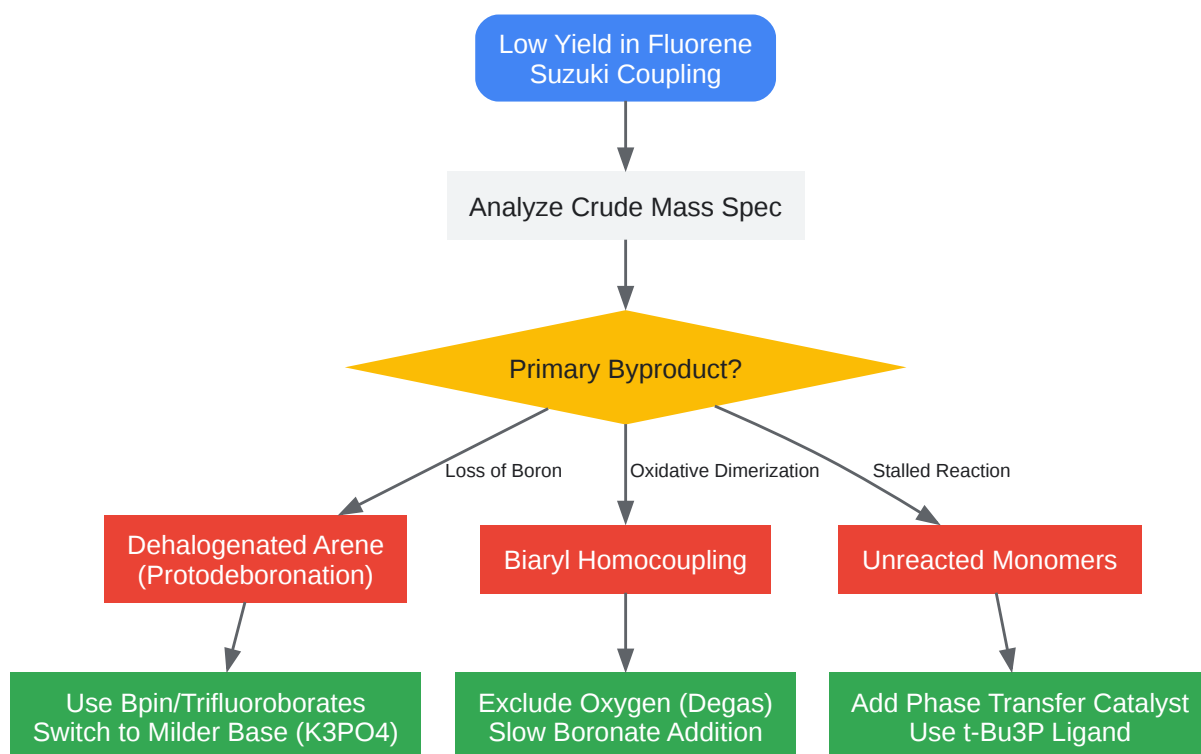 Low Yield in Fluorene
Suzuki Coupling
Analyze Crude Mass Spec
Primary Byproduct?
Loss of Boron
Oxidative Dimerization
Stalled Reaction
Dehalogenated Arene
(Protodeboronation)
Biaryl Homocoupling
Unreacted Monomers
Use Bpin/Trifluoroborates
Switch to Milder Base (K3PO4)
Exclude Oxygen (Degas)
Slow Boronate Addition
Add Phase Transfer Catalyst
Use t-Bu3P Ligand